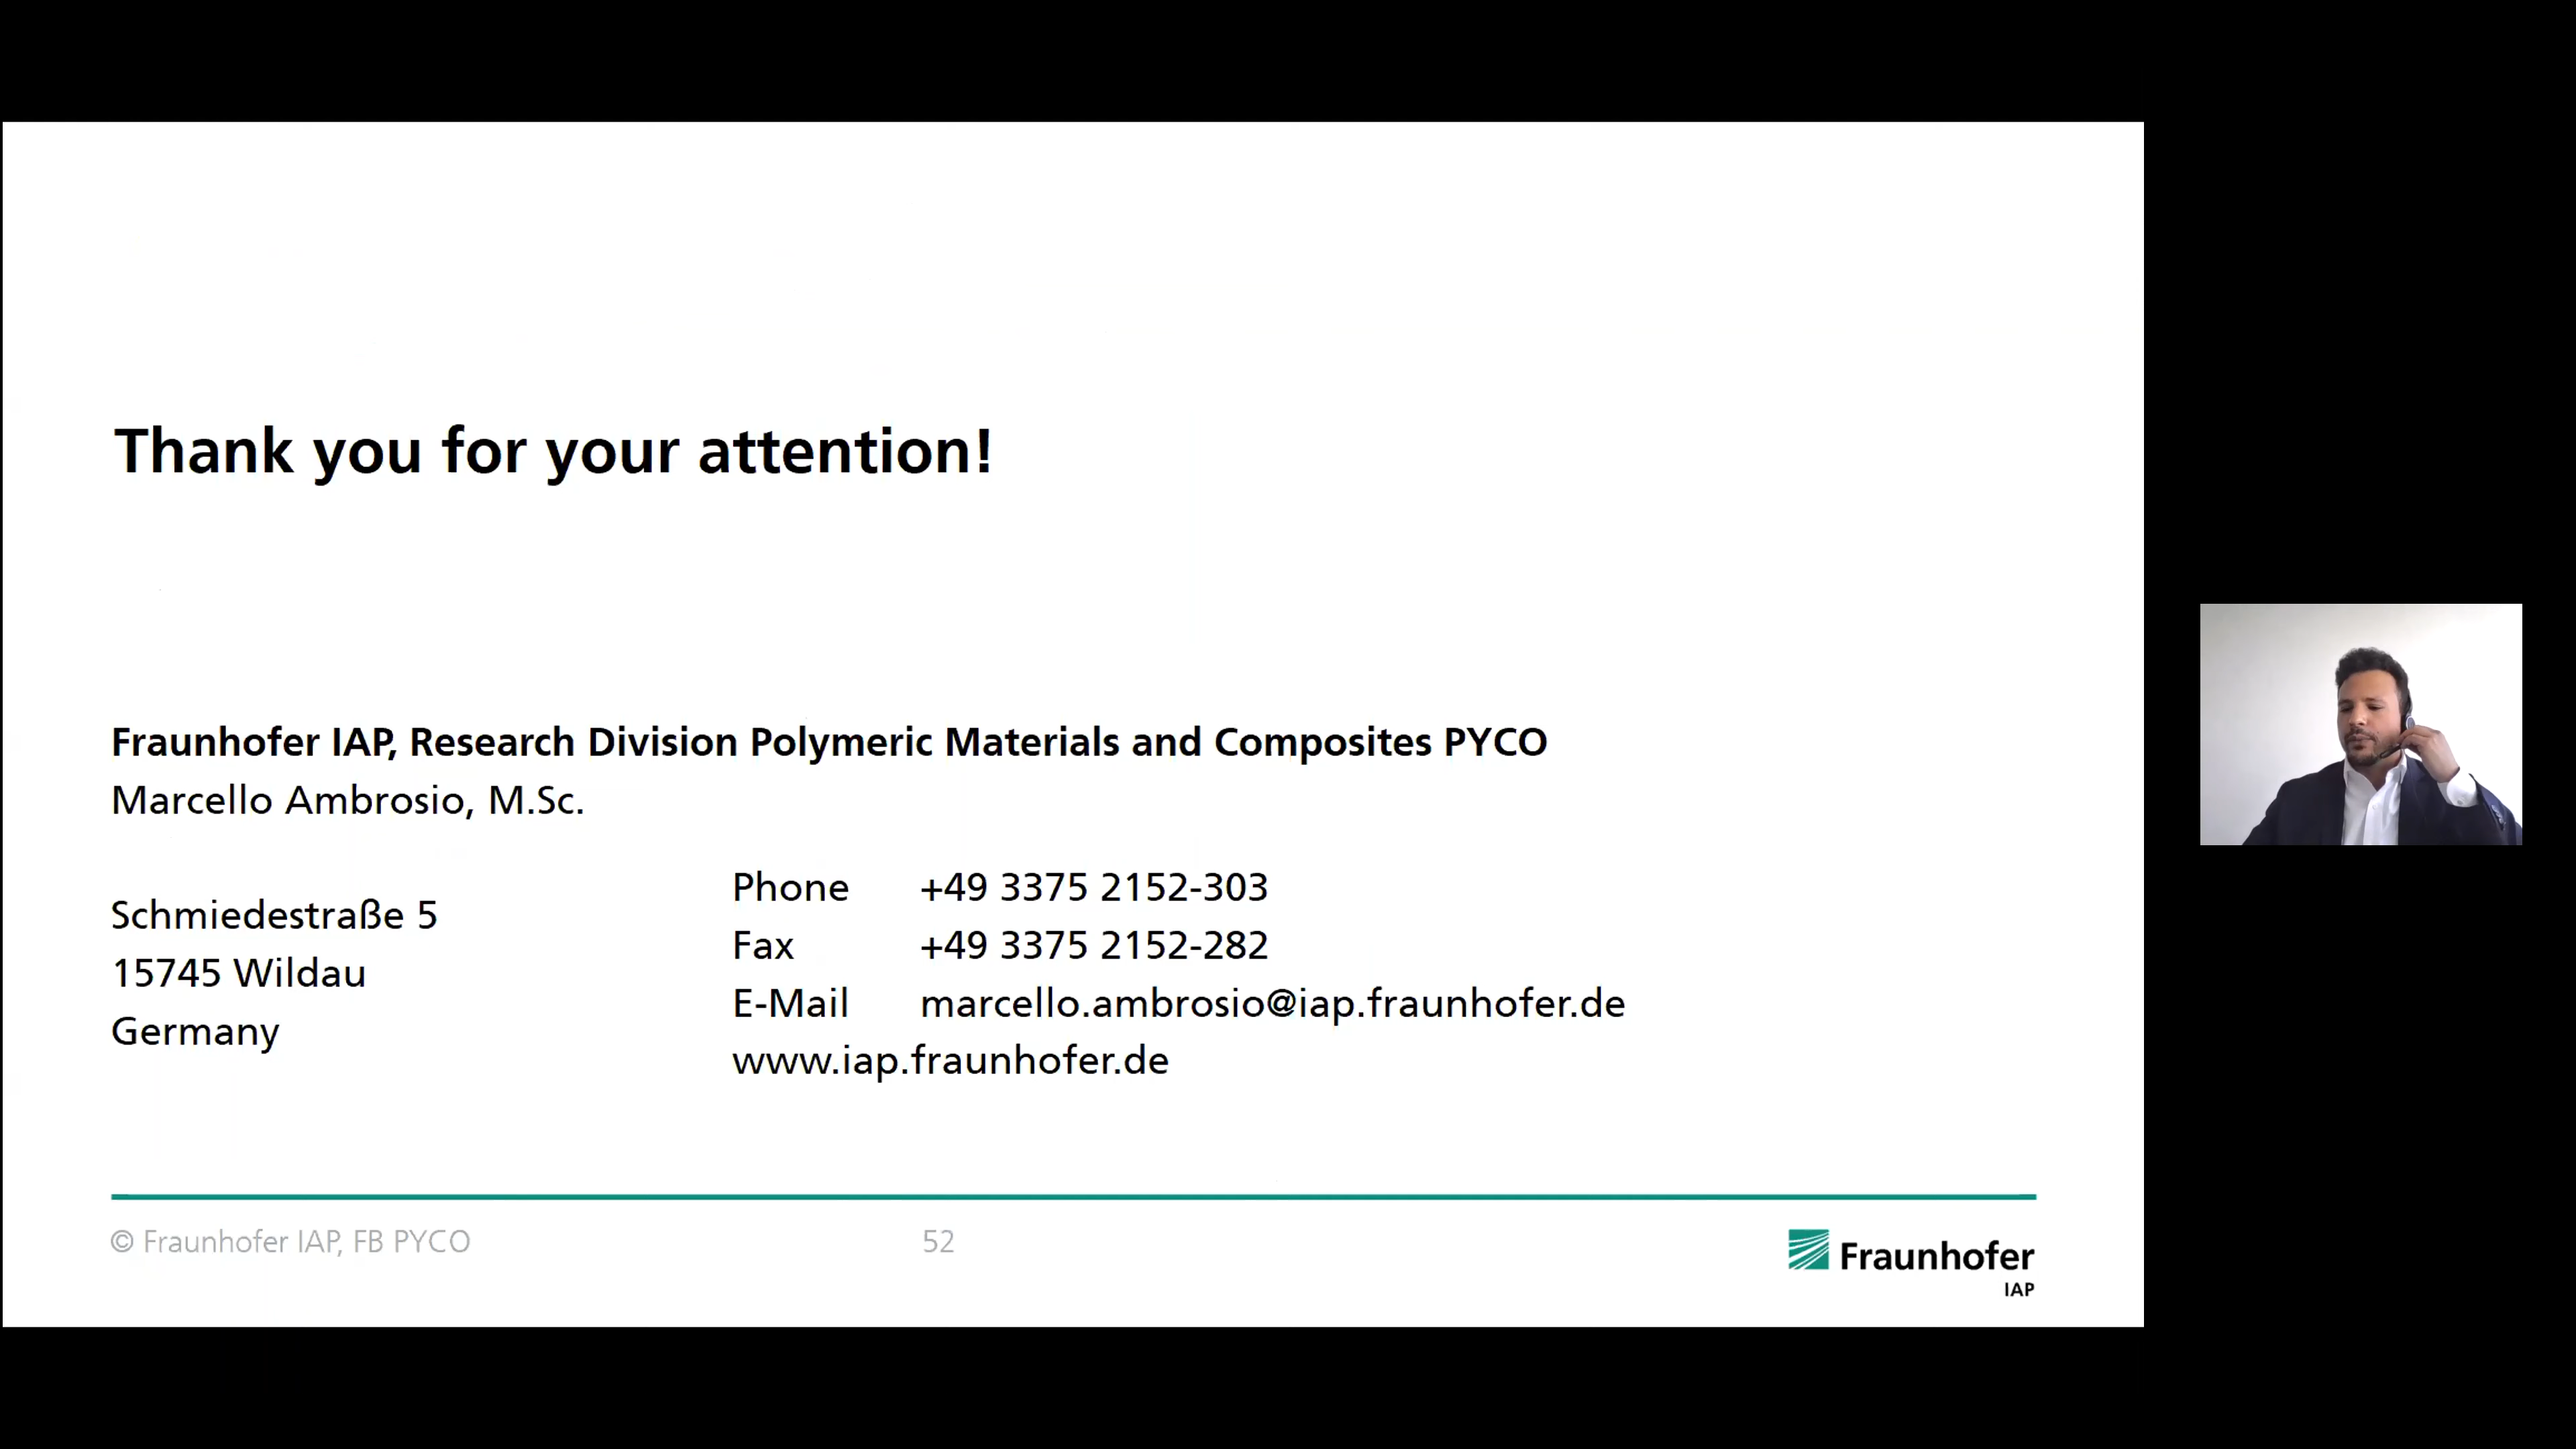 Thank you for your attention!
Fraunhofer IAP, Research Division Polymeric Materials and Composites PYCO
Marcello Ambrosio, M.Sc.
Schmiedestraße 5
15745 Wildau
Germany
Phone +49 3375 2152-303
Fax +49 3375 2152-282
E-Mail marcello.ambrosio@iap.fraunhofer.de
www.iap.fraunhofer.de
© Fraunhofer IAP, FB PYCO
52
Fraunhofer
IAP